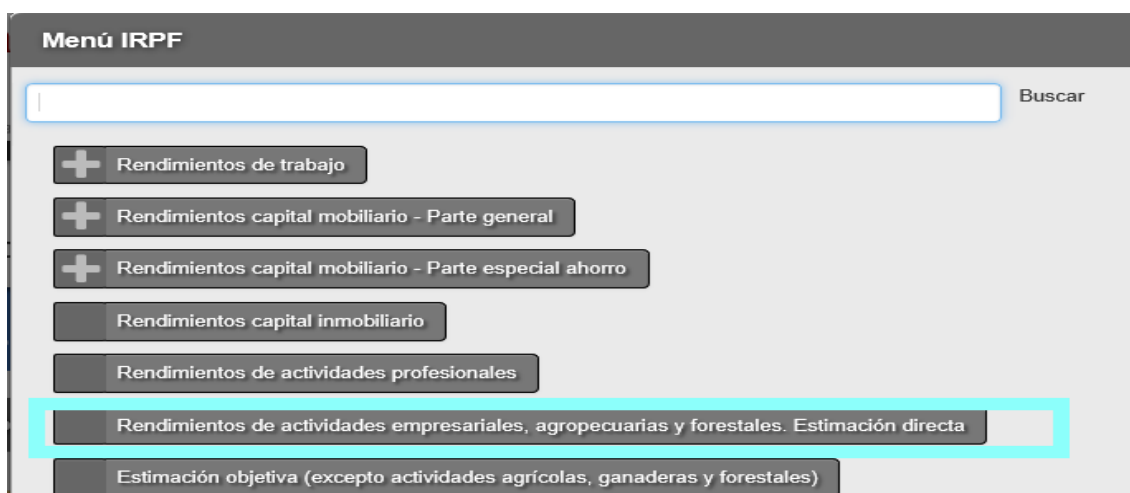 Menú IRPF
Buscar
Rendimientos de trabajo
Rendimientos capital mobiliario - Parte general
Rendimientos capital mobiliario - Parte especial ahorro
Rendimientos capital inmobiliario
Rendimientos de actividades profesionales
Rendimientos de actividades empresariales, agropecuarias y forestales. Estimación directa
Estimación objetiva (excepto actividades agrícolas, ganaderas y forestales)